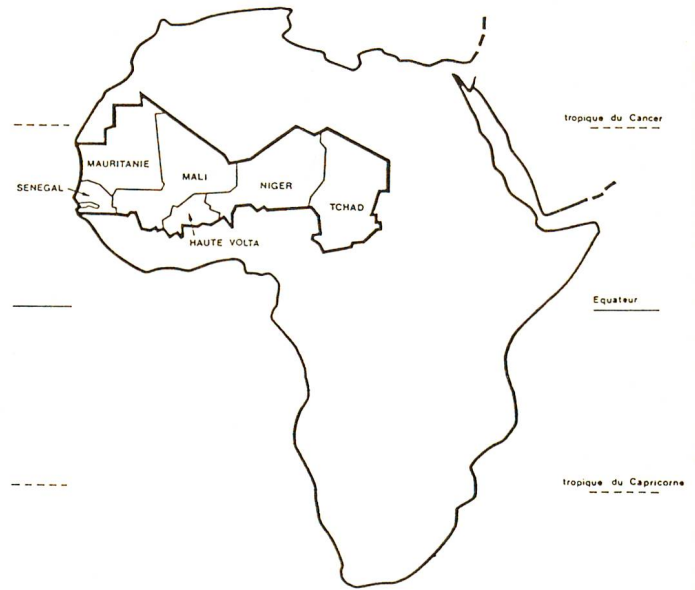 tropique du Cancer
MAURITANIE
MALI
SENEGAL
NIGER
TCHAD
HAUTE VOLTA
Equateur
tropique du Capricorne